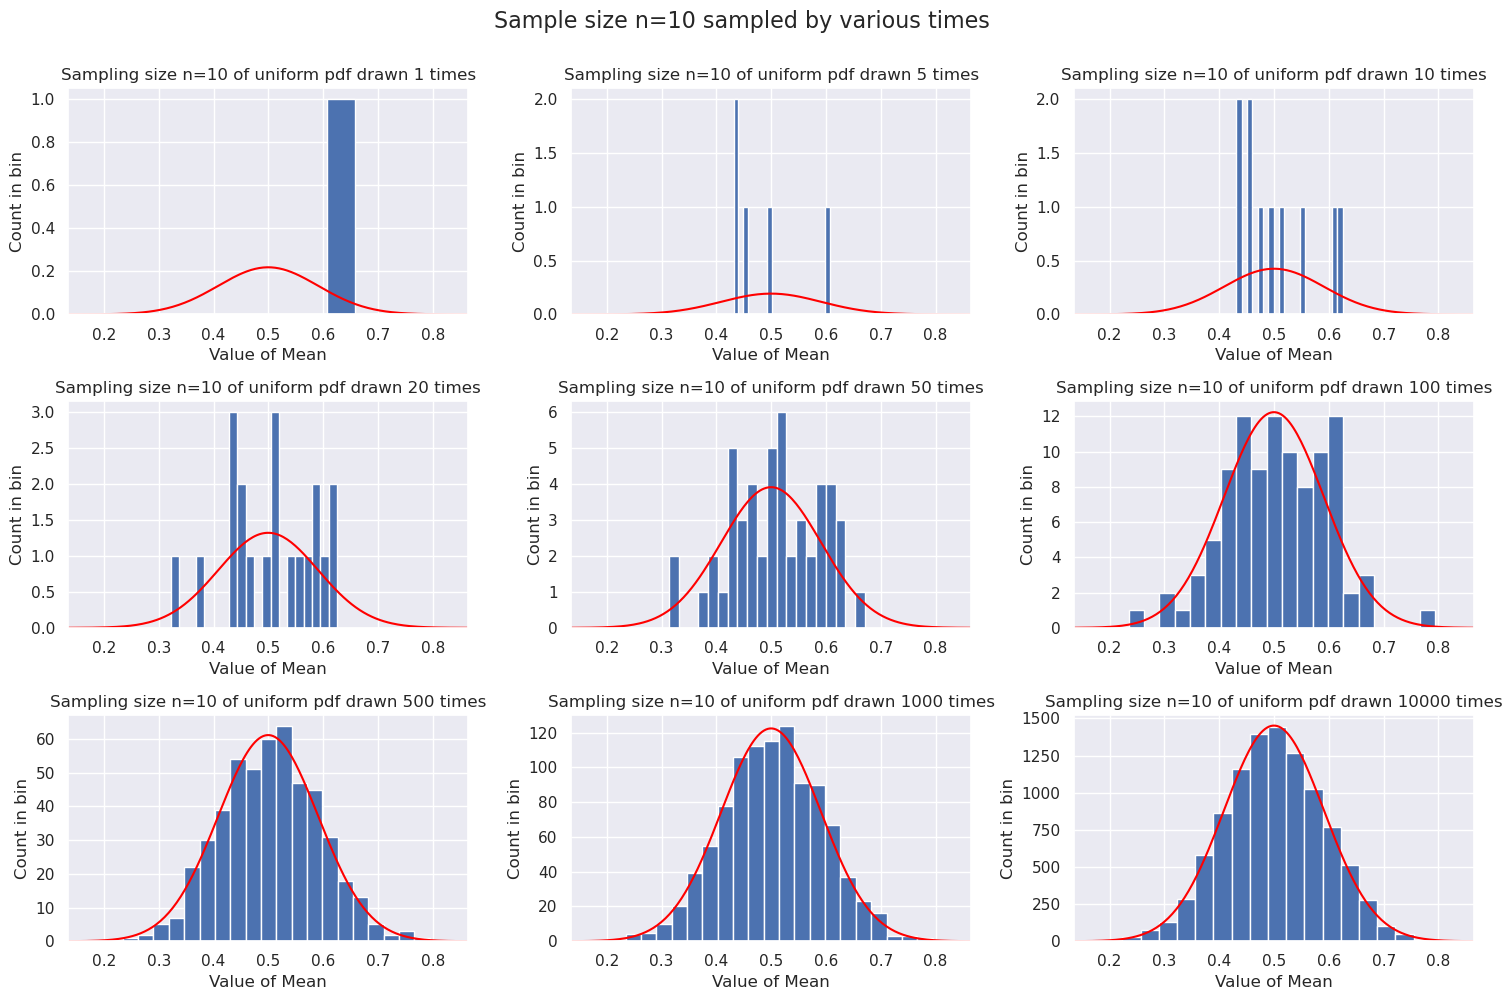 Sample size n=10 sampled by various times
Sampling size n=10 of uniform pdf drawn 1 times
Count in bin
1.0
0.8
0.6
0.4
0.2
0.0
0.2 0.3 0.4 0.5 0.6 0.7 0.8
Value of Mean
Sampling size n=10 of uniform pdf drawn 5 times
Count in bin
2.0
1.5
1.0
0.5
0.0
0.2 0.3 0.4 0.5 0.6 0.7 0.8
Value of Mean
Sampling size n=10 of uniform pdf drawn 10 times
Count in bin
2.0
1.5
1.0
0.5
0.0
0.2 0.3 0.4 0.5 0.6 0.7 0.8
Value of Mean
Sampling size n=10 of uniform pdf drawn 20 times
Count in bin
3.0
2.5
2.0
1.5
1.0
0.5
0.0
0.2 0.3 0.4 0.5 0.6 0.7 0.8
Value of Mean
Sampling size n=10 of uniform pdf drawn 50 times
Count in bin
6
5
4
3
2
1
0
0.2 0.3 0.4 0.5 0.6 0.7 0.8
Value of Mean
Sampling size n=10 of uniform pdf drawn 100 times
Count in bin
12
10
8
6
4
2
0
0.2 0.3 0.4 0.5 0.6 0.7 0.8
Value of Mean
Sampling size n=10 of uniform pdf drawn 500 times
Count in bin
60
50
40
30
20
10
0
0.2 0.3 0.4 0.5 0.6 0.7 0.8
Value of Mean
Sampling size n=10 of uniform pdf drawn 1000 times
Count in bin
120
100
80
60
40
20
0
0.2 0.3 0.4 0.5 0.6 0.7 0.8
Value of Mean
Sampling size n=10 of uniform pdf drawn 10000 times
Count in bin
1500
1250
1000
750
500
250
0
0.2 0.3 0.4 0.5 0.6 0.7 0.8
Value of Mean